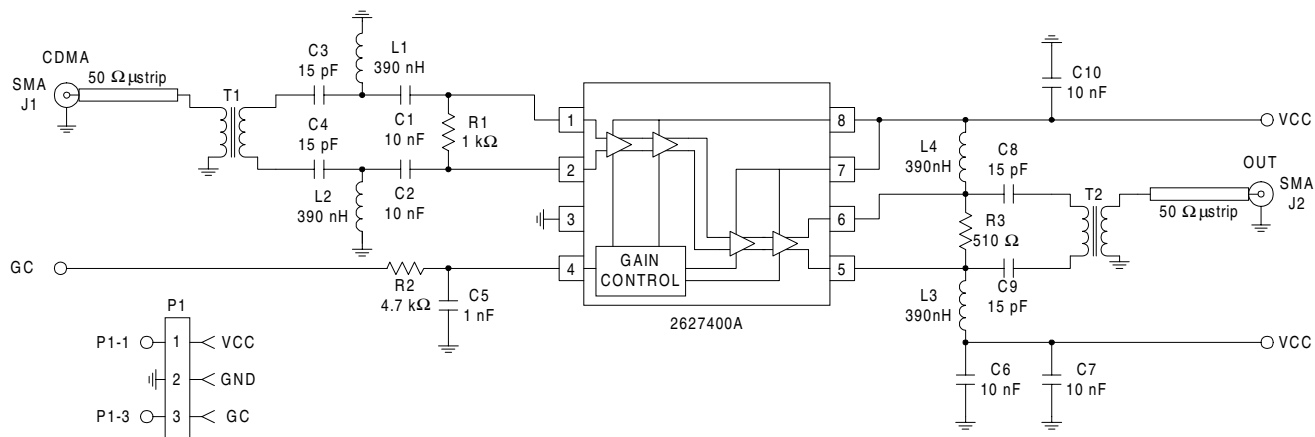 CDMA
SMA
J1
50 Ω µstrip
T1
C3
15 pF
L1
390 nH
C4
15 pF
C1
10 nF
R1
1 kΩ
L2
390 nH
C2
10 nF
GC
R2
4.7 kΩ
C5
1 nF
1
2
3
4
8
7
6
5
GAIN
CONTROL
2627400A
C10
10 nF
VCC
L4
390nH
C8
15 pF
R3
510 Ω
T2
OUT
SMA
J2
50 Ω µstrip
C9
15 pF
L3
390nH
VCC
C6
10 nF
C7
10 nF
P1
P1-1
1
VCC
2
GND
P1-3
3
GC